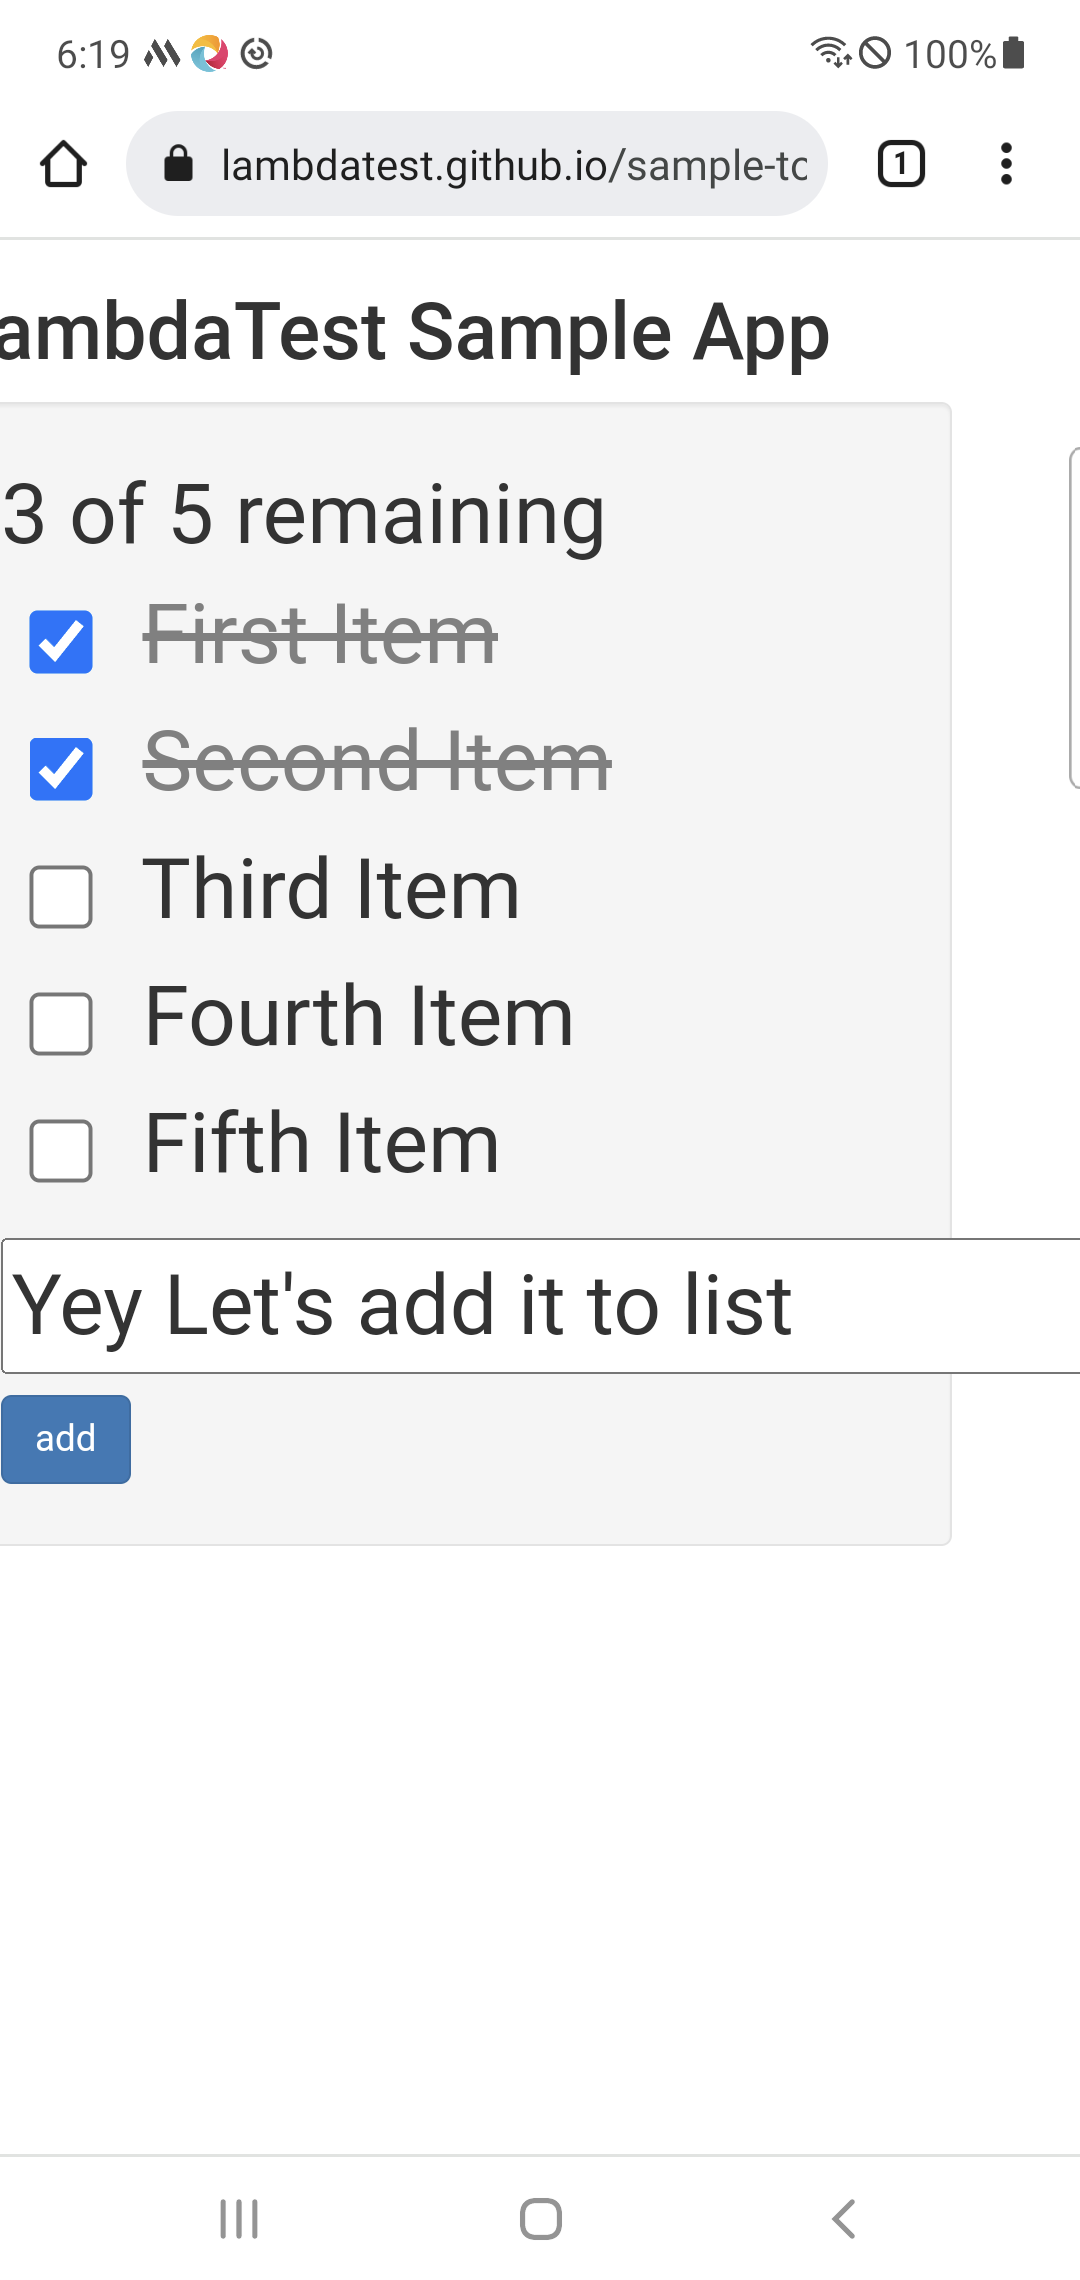 6:19 100%
lambdatest.github.io/sample-to 1
ambdaTest Sample App
3 of 5 remaining
First Item
Second Item
Third Item
Fourth Item
Fifth Item
Yey Let's add it to list
add